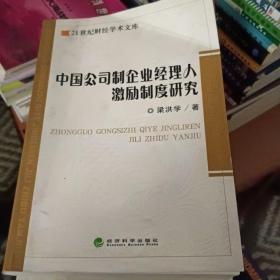 21世纪财经学术文库
中国公司制企业经理人
激励制度研究
◎梁洪学／著
ZHONGGUO GONGSIZHI QIYE JINGLIREN
JILI ZHIDU YANJIU
经济科学出版社